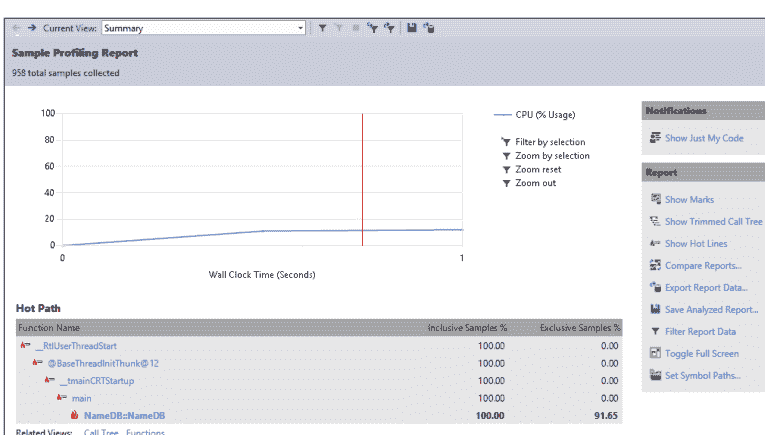 Current View: Summary
Sample Profiling Report
958 total samples collected
100
80
60
40
20
0
0
1
Wall Clock Time (Seconds)
CPU (% Usage)
Filter by selection
Zoom by selection
Zoom reset
Zoom out
Notifications
Show Just My Code
Report
Show Marks
Show Trimmed Call Tree
Show Hot Lines
Compare Reports...
Export Report Data...
Save Analyzed Report...
Filter Report Data
Toggle Full Screen
Set Symbol Paths...
Hot Path
Function Name Inclusive Samples % Exclusive Samples %
__RtlUserThreadStart 100.00 0.00
@BaseThreadInitThunk@12 100.00 0.00
__tmainCRTStartup 100.00 0.00
main 100.00 0.00
NameDB::NameDB 100.00 91.65
Related Views: Call Tree Functions